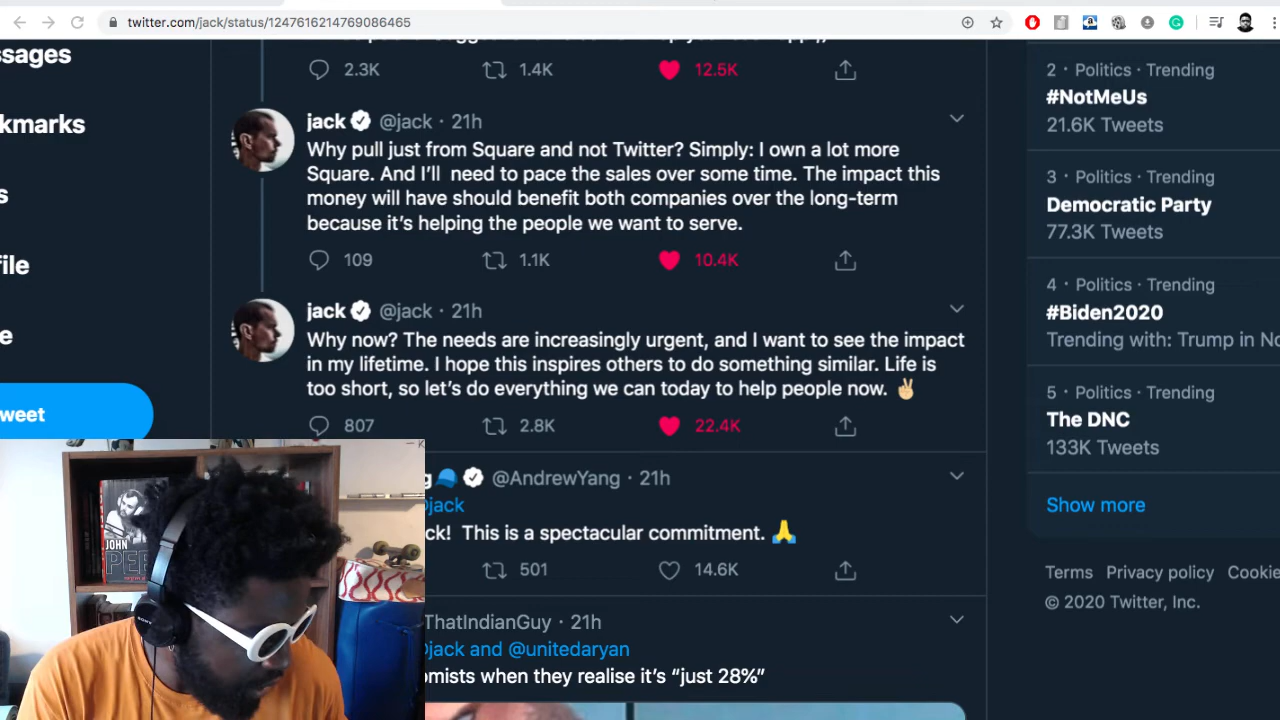 twitter.com/jack/status/1247616214769086465
ssages
kmarks
s
file
e
weet
2.3K 1.4K 12.5K
jack @jack · 21h
Why pull just from Square and not Twitter? Simply: I own a lot more
Square. And I'll need to pace the sales over some time. The impact this
money will have should benefit both companies over the long-term
because it's helping the people we want to serve.
109 1.1K 10.4K
jack @jack · 21h
Why now? The needs are increasingly urgent, and I want to see the impact
in my lifetime. I hope this inspires others to do something similar. Life is
too short, so let's do everything we can today to help people now. ✌🏼
807 2.8K 22.4K
g🧢 @AndrewYang · 21h
@jack
ck! This is a spectacular commitment. 🙏
501 14.6K
ThatIndianGuy · 21h
@jack and @unitedaryan
omists when they realise it's “just 28%”
2 · Politics · Trending
#NotMeUs
21.6K Tweets
3 · Politics · Trending
Democratic Party
77.3K Tweets
4 · Politics · Trending
#Biden2020
Trending with: Trump in No
5 · Politics · Trending
The DNC
133K Tweets
Show more
Terms Privacy policy Cookie
© 2020 Twitter, Inc.
JOHN
PEEL
SONY